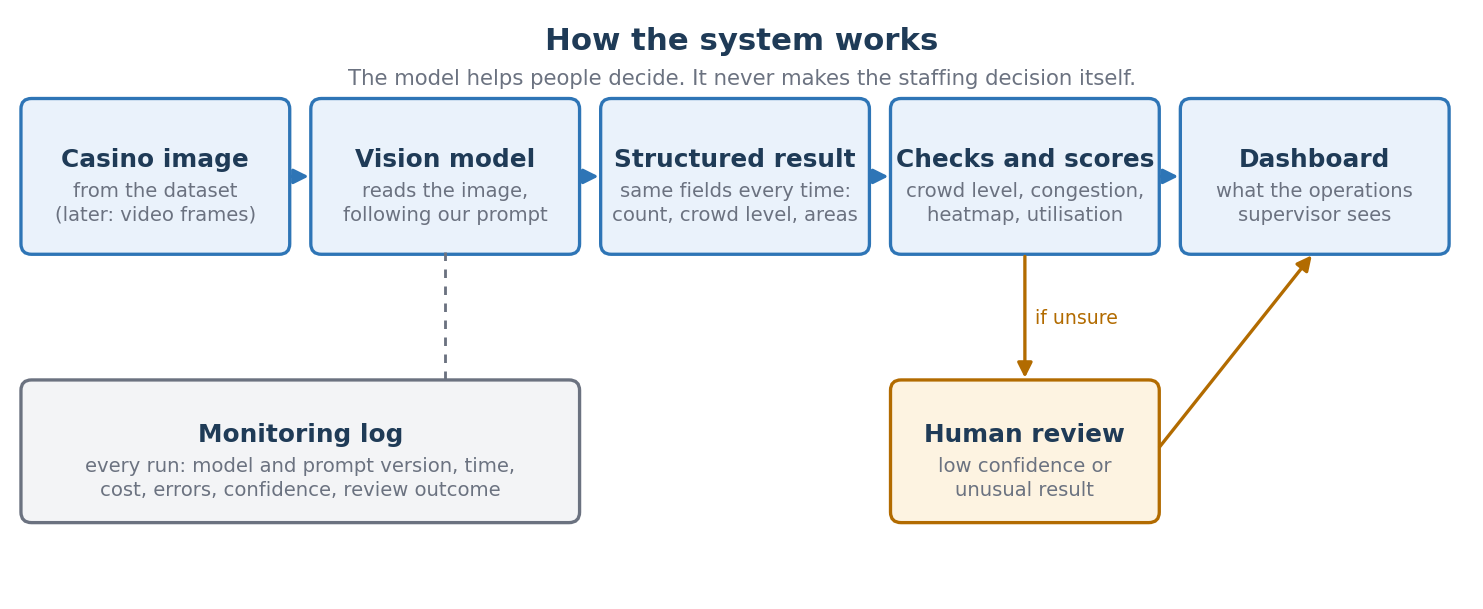 How the system works
The model helps people decide. It never makes the staffing decision itself.
Casino image
from the dataset
(later: video frames)
Vision model
reads the image,
following our prompt
Structured result
same fields every time:
count, crowd level, areas
Checks and scores
crowd level, congestion,
heatmap, utilisation
Dashboard
what the operations
supervisor sees
if unsure
Monitoring log
every run: model and prompt version, time,
cost, errors, confidence, review outcome
Human review
low confidence or
unusual result